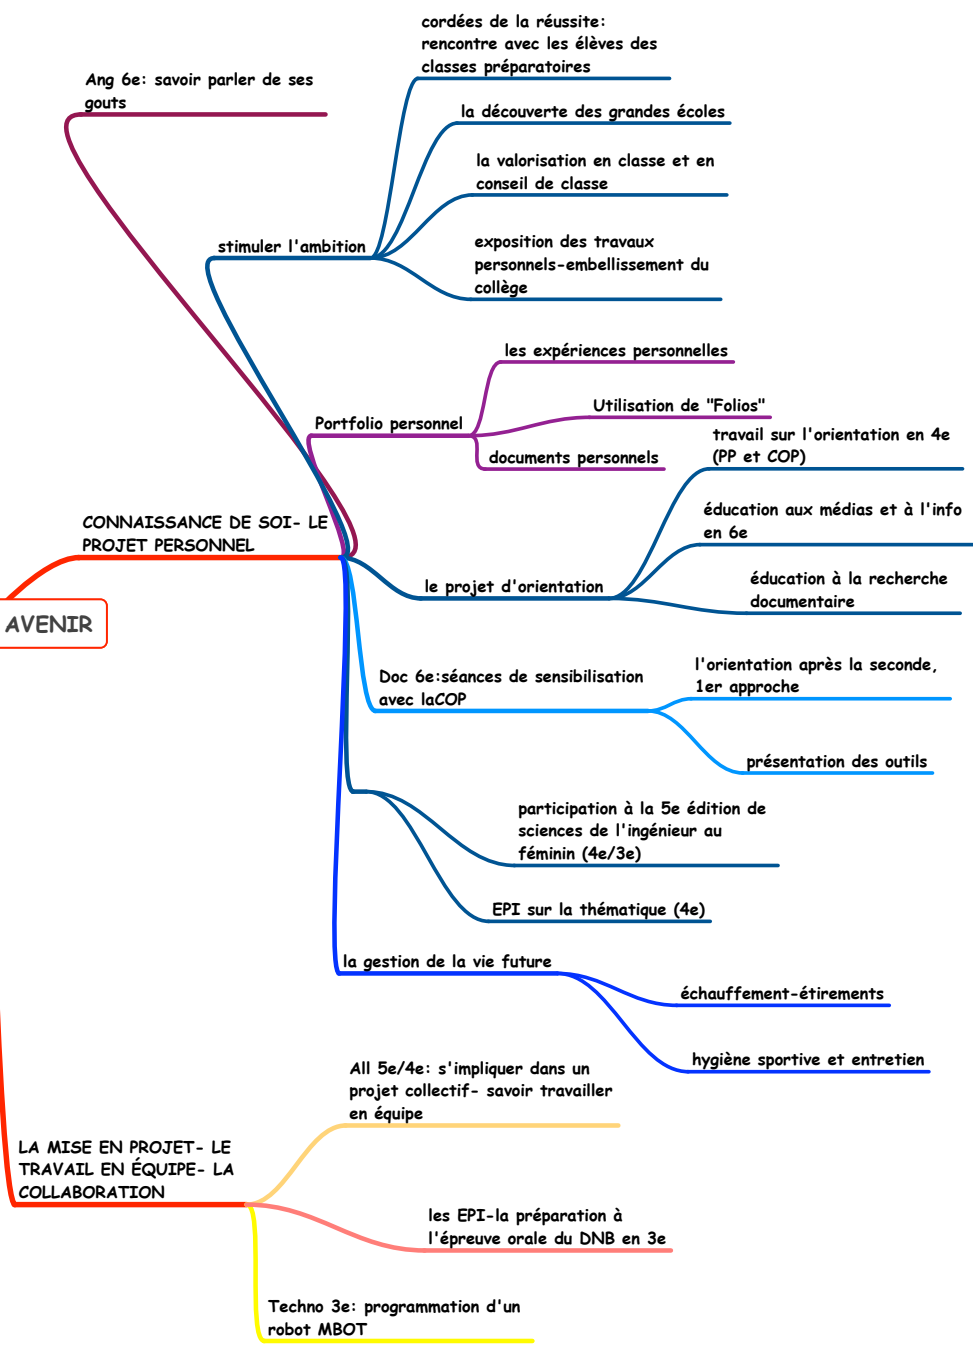 cordées de la réussite:
rencontre avec les élèves des
classes préparatoires
Ang 6e: savoir parler de ses
gouts
la découverte des grandes écoles
la valorisation en classe et en
conseil de classe
stimuler l'ambition
exposition des travaux
personnels-embellissement du
collège
les expériences personnelles
Utilisation de "Folios"
Portfolio personnel
documents personnels
travail sur l'orientation en 4e
(PP et COP)
éducation aux médias et à l'info
en 6e
CONNAISSANCE DE SOI- LE
PROJET PERSONNEL
le projet d'orientation
éducation à la recherche
documentaire
AVENIR
Doc 6e:séances de sensibilisation
avec laCOP
l'orientation après la seconde,
1er approche
présentation des outils
participation à la 5e édition de
sciences de l'ingénieur au
féminin (4e/3e)
EPI sur la thématique (4e)
la gestion de la vie future
échauffement-étirements
hygiène sportive et entretien
All 5e/4e: s'impliquer dans un
projet collectif- savoir travailler
en équipe
LA MISE EN PROJET- LE
TRAVAIL EN ÉQUIPE- LA
COLLABORATION
les EPI-la préparation à
l'épreuve orale du DNB en 3e
Techno 3e: programmation d'un
robot MBOT